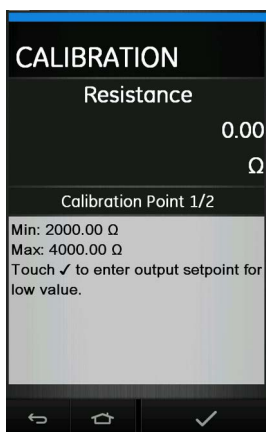 CALIBRATION
Resistance
0.00
Ω
Calibration Point 1/2
Min: 2000.00 Ω
Max: 4000.00 Ω
Touch ✓ to enter output setpoint for
low value.